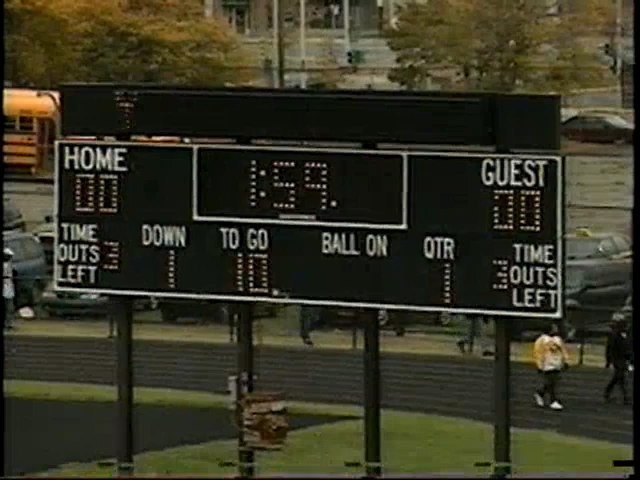 T
HOME 1:59. GUEST
00 00
TIME OUTS LEFT 3 DOWN 1 TO GO 10 BALL ON QTR 1 3 TIME OUTS LEFT